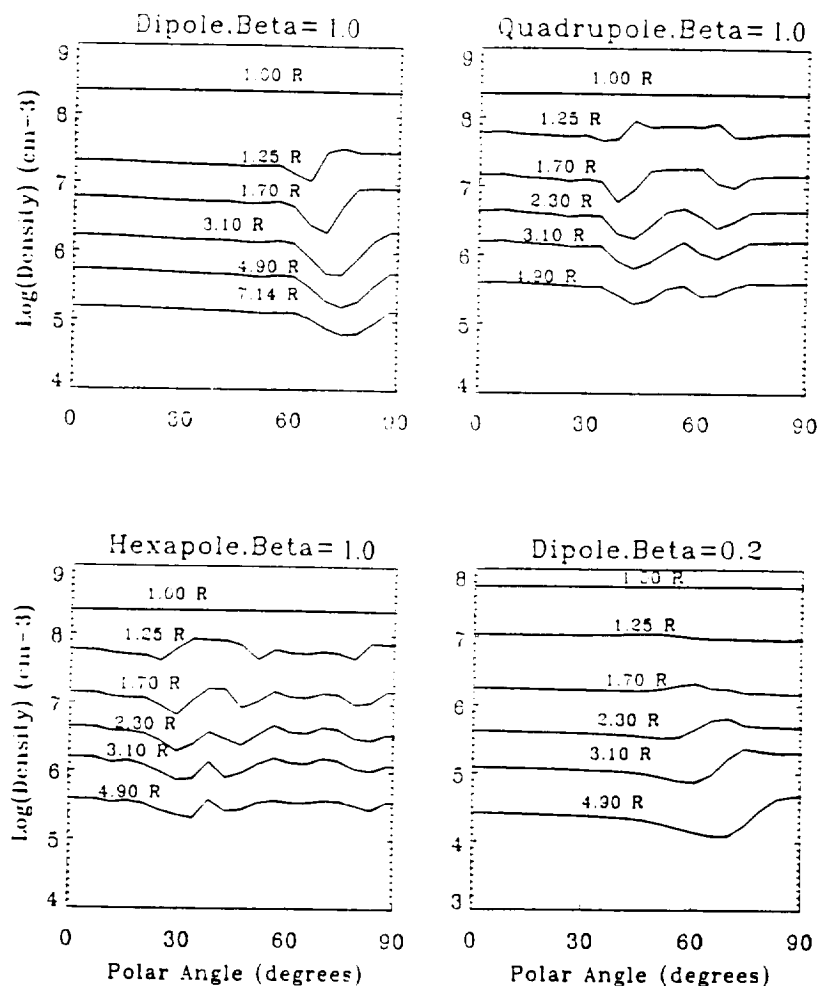 Dipole.Beta=1.0
Log(Density) (cm-3)
9
8
7
6
5
4
1.00 R
1.25 R
1.70 R
3.10 R
4.90 R
7.14 R
0
30
60
90
Quadrupole.Beta=1.0
9
8
7
6
5
4
1.00 R
1.25 R
1.70 R
2.30 R
3.10 R
4.90 R
0
30
60
90
Hexapole.Beta=1.0
Log(Density) (cm-3)
9
8
7
6
5
4
1.00 R
1.25 R
1.70 R
2.30 R
3.10 R
4.90 R
0
30
60
90
Polar Angle (degrees)
Dipole.Beta=0.2
8
7
6
5
4
3
1.00 R
1.25 R
1.70 R
2.30 R
3.10 R
4.90 R
0
30
60
90
Polar Angle (degrees)